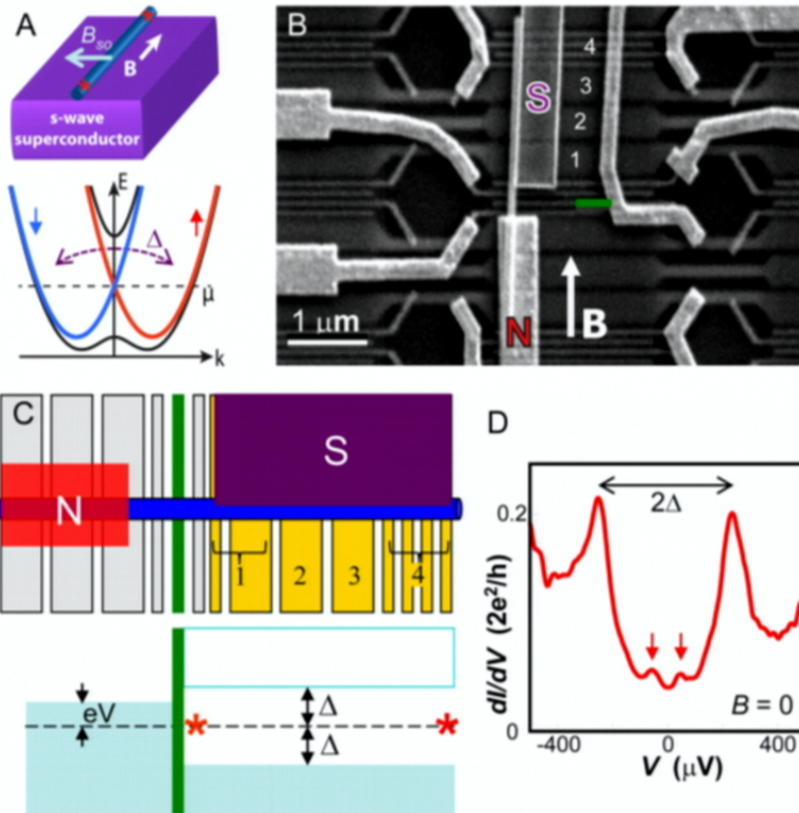 A
B_so
B
s-wave
superconductor
E
Δ
μ
k
B
4
3
2
1
S
N
B
1 μm
C
N
S
1
2
3
4
eV
Δ
Δ
*
*
D
2Δ
0.2
dI/dV (2e²/h)
B = 0
0
-400
0
400
V (μV)